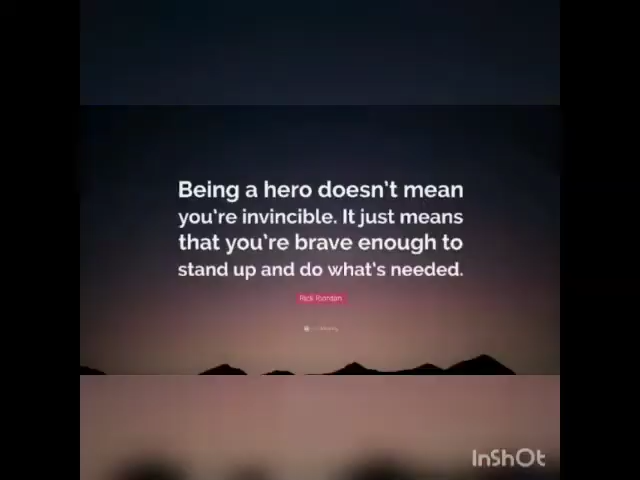 Being a hero doesn't mean
you're invincible. It just means
that you're brave enough to
stand up and do what's needed.
Rick Riordan
InShOt